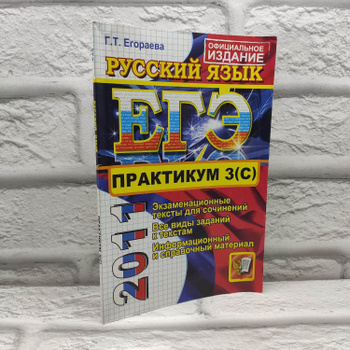 Г.Т. Егораева
ОФИЦИАЛЬНОЕ
ИЗДАНИЕ
РУССКИЙ ЯЗЫК
ЕГЭ
ПРАКТИКУМ 3(С)
2011
Экзаменационные
тексты для сочинений
Все виды заданий
к текстам
Информационный
и справочный материал